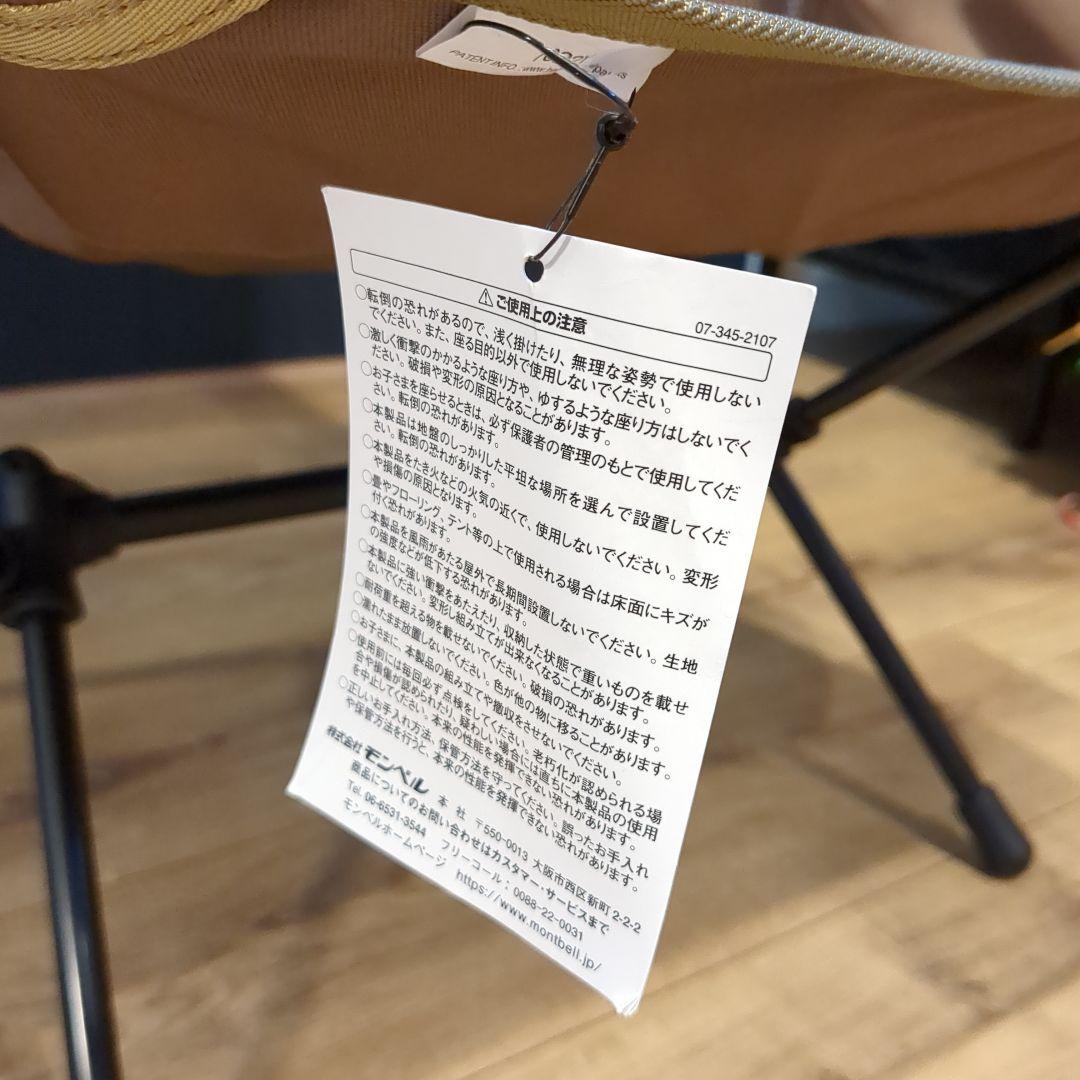 PATENT INFO. www.
07-345-2107
⚠ご使用上の注意
○転倒の恐れがあるので、浅く掛けたり、無理な姿勢で使用しない
でください。また、座る目的以外で使用しないでください。
○激しく衝撃のかかるような座り方や、ゆするような座り方はしないでく
ださい。破損や変形の原因となることがあります。
○お子さまを座らせるときは、必ず保護者の管理のもとで使用してくだ
さい。転倒の恐れがあります。
○本製品は地盤のしっかりした平坦な場所を選んで設置してくだ
さい。転倒の恐れがあります。
○本製品をたき火などの火気の近くで、使用しないでください。変形
や損傷の原因となります。
○畳やフローリング、テント等の上で使用される場合は床面にキズが
付く恐れがあります。
○本製品を風雨があたる屋外で長期間設置しないでください。生地
の強度などが低下する恐れがあります。
○本製品に強い衝撃をあたえたり、収納した状態で重いものを載せ
ないでください。変形し組み立てが出来なくなることがあります。
○耐荷重を超える物を載せないでください。破損の恐れがあります。
○濡れたまま放置しないでください。色が他の物に移ることがあります。
○お子さまに、本製品の組み立てや撤収をさせないでください。
○使用前には毎回必ず点検をしてください。老朽化が認められる場
合や損傷が認められたり、疑わしい場合には直ちに本製品の使用
を中止してください。本来の性能を発揮できない恐れがあります。
○正しいお手入れ方法、保管方法を守ってください。誤ったお手入れ
や保管方法を行うと、本来の性能を発揮できない恐れがあります。
株式会社 モンベル 本社 〒550-0013 大阪市西区新町2-2-2
商品についてのお問い合わせはカスタマー・サービスまで
Tel. 06-6531-3544 フリーコール：0088-22-0031
モンベルホームページ https://www.montbell.jp/